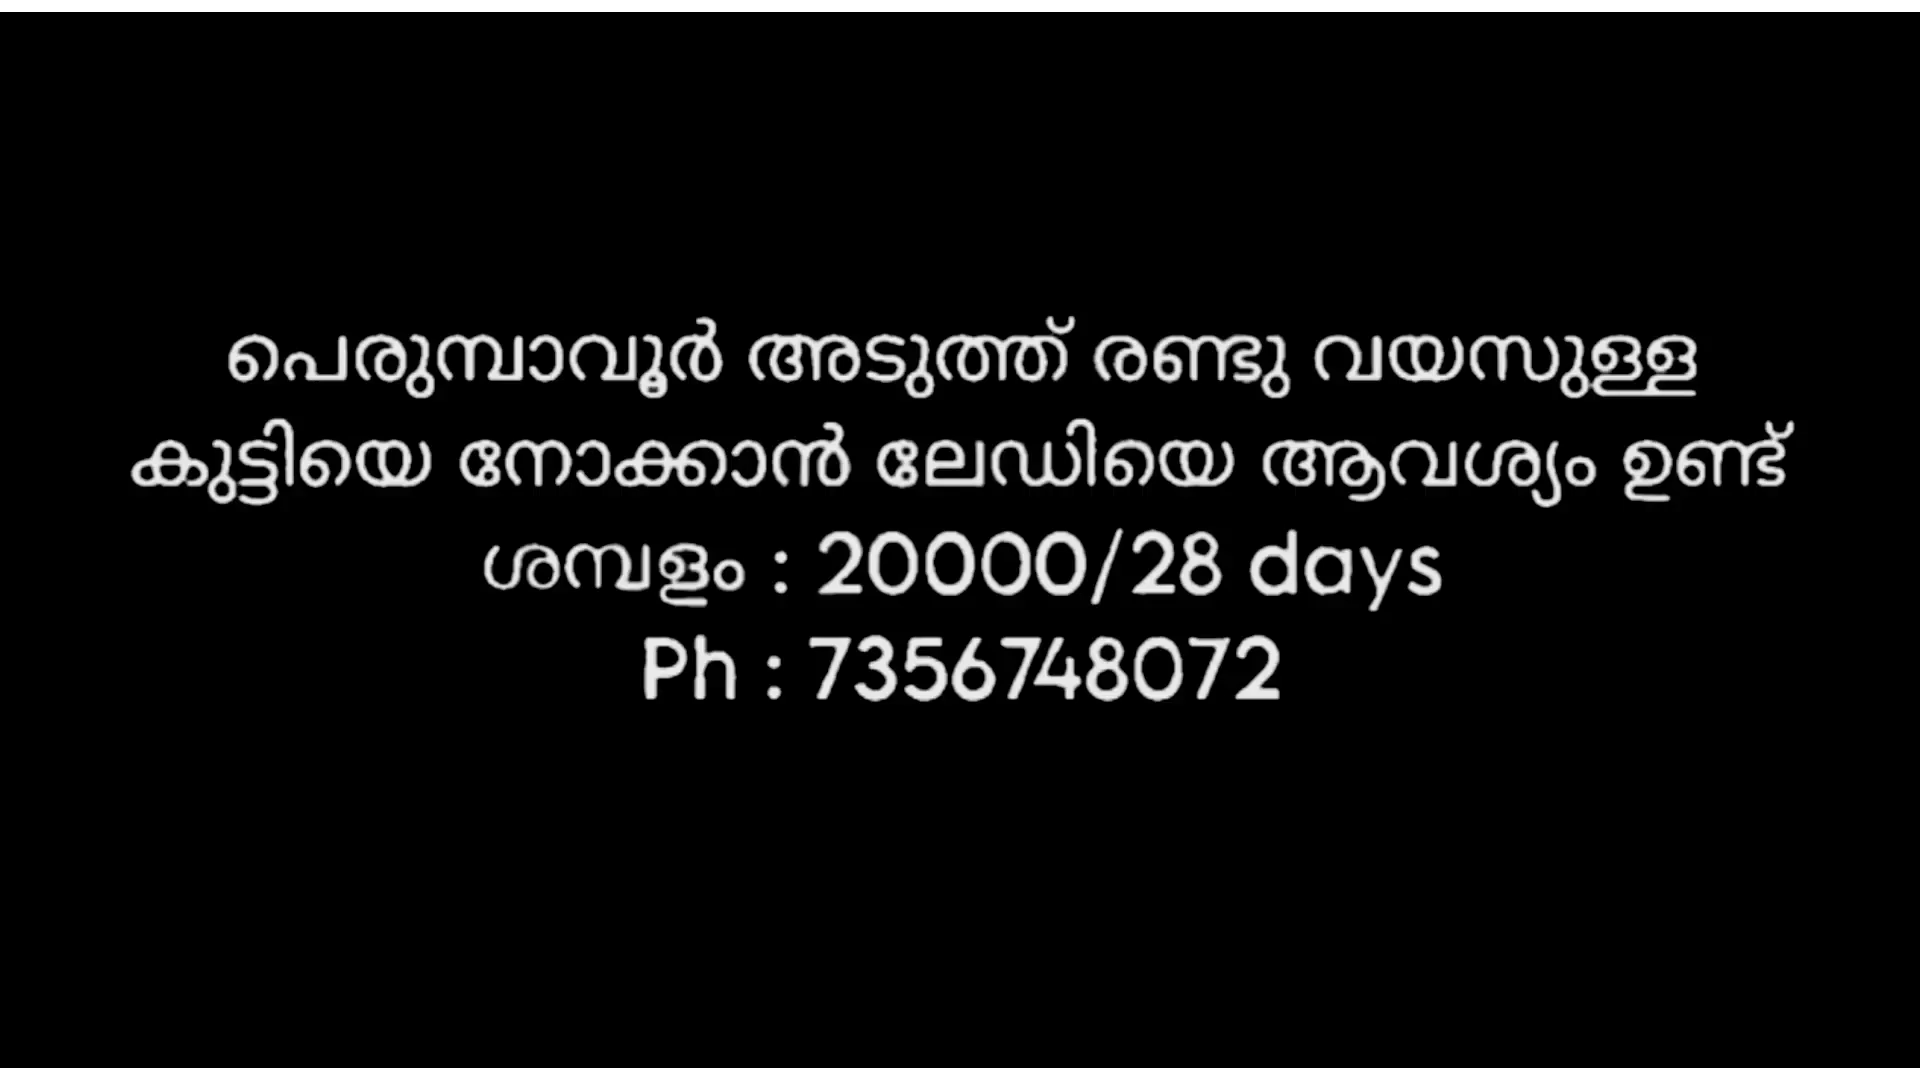 പെരുമ്പാവൂർ അടുത്ത് രണ്ടു വയസുള്ള
കുട്ടിയെ നോക്കാൻ ലേഡിയെ ആവശ്യം ഉണ്ട്
ശമ്പളം : 20000/28 days
Ph : 7356748072